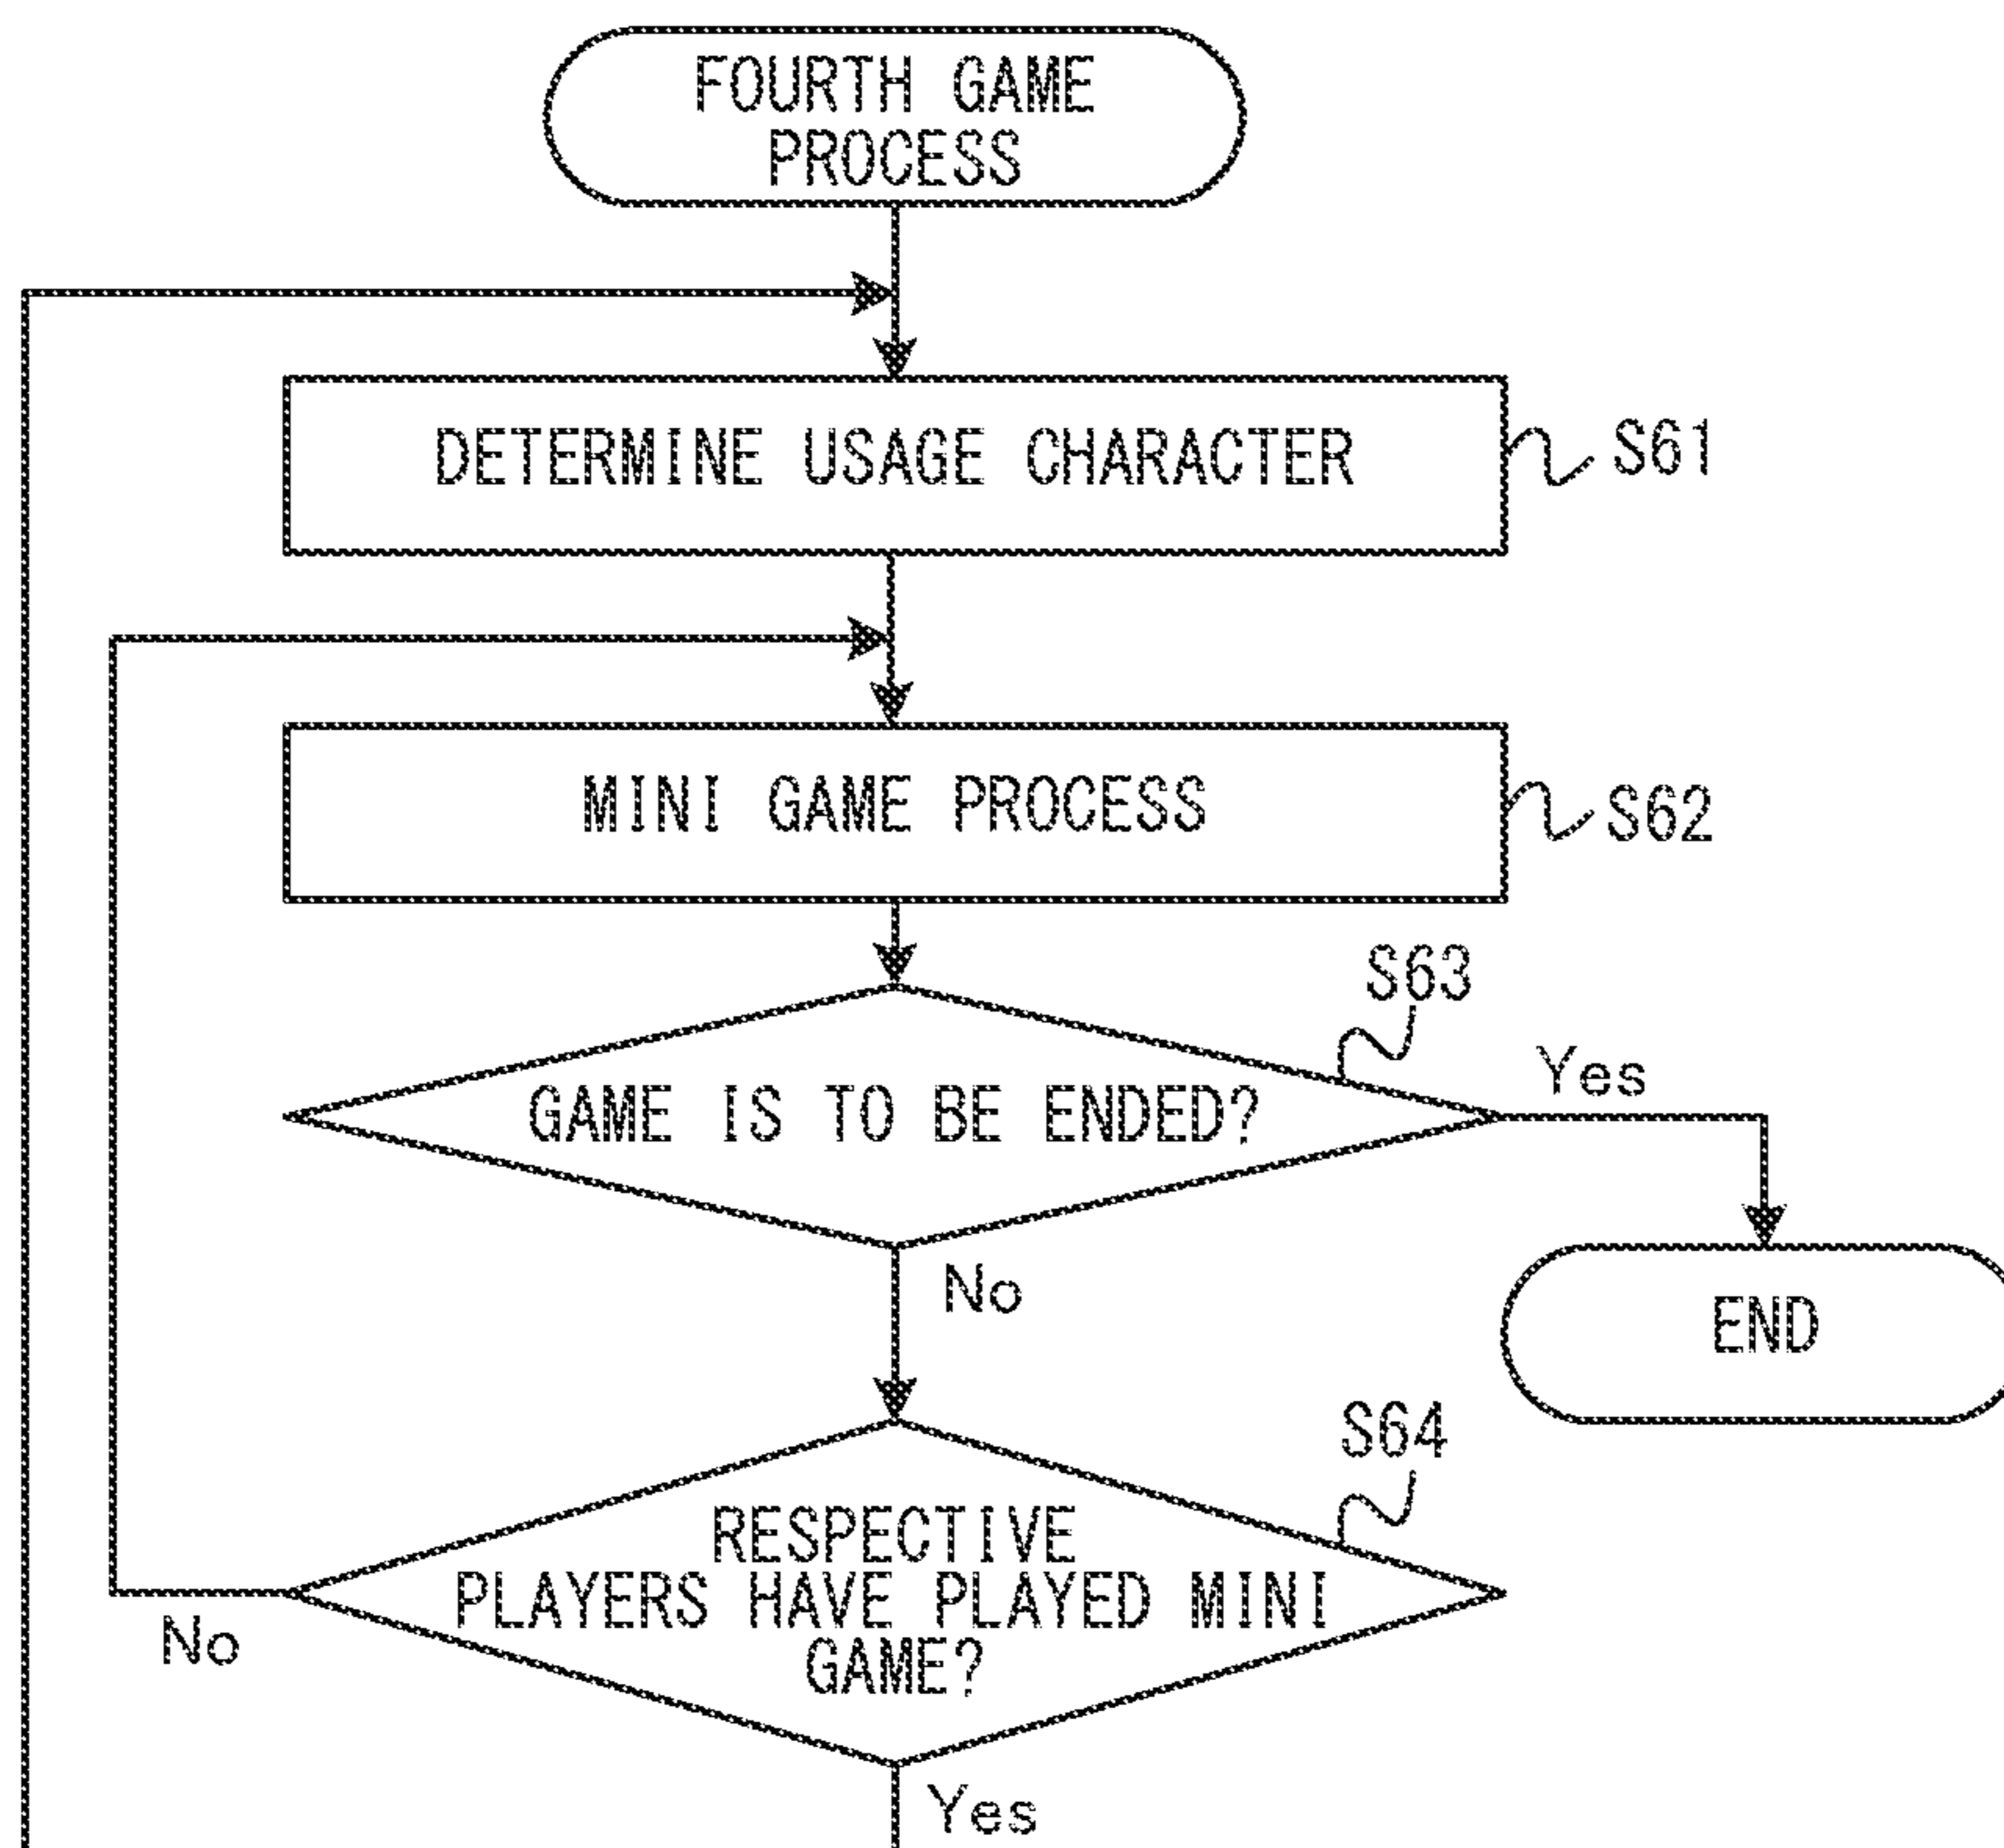 FOURTH GAME
PROCESS
DETERMINE USAGE CHARACTER
S61
MINI GAME PROCESS
S62
S63
GAME IS TO BE ENDED?
Yes
No
END
S64
RESPECTIVE
PLAYERS HAVE PLAYED MINI
GAME?
No
Yes